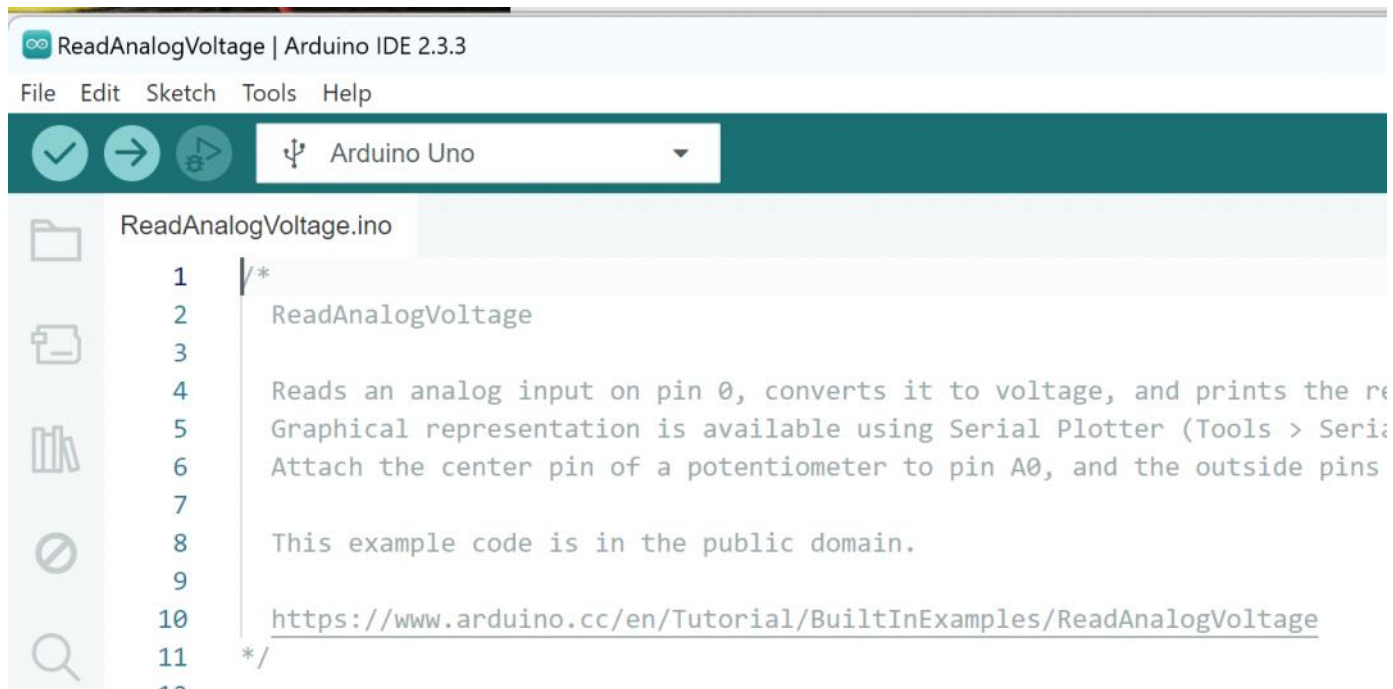 ReadAnalogVoltage | Arduino IDE 2.3.3
File Edit Sketch Tools Help
Arduino Uno
ReadAnalogVoltage.ino
1 /*
2 ReadAnalogVoltage
3
4 Reads an analog input on pin 0, converts it to voltage, and prints the
5 Graphical representation is available using Serial Plotter (Tools >
6 Attach the center pin of a potentiometer to pin A0, and the outside pins
7
8 This example code is in the public domain.
9
10 https://www.arduino.cc/en/Tutorial/BuiltInExamples/ReadAnalogVoltage
11 */